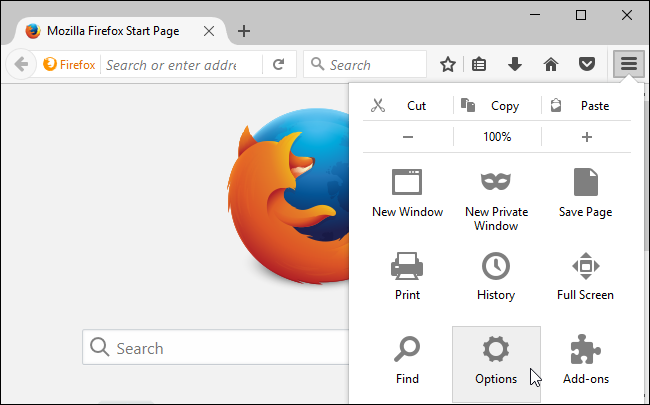 Mozilla Firefox Start Page
Firefox
Search or enter addre
Search
Cut
Copy
Paste
100%
New Window
New Private
Window
Save Page
Print
History
Full Screen
Search
Find
Options
Add-ons